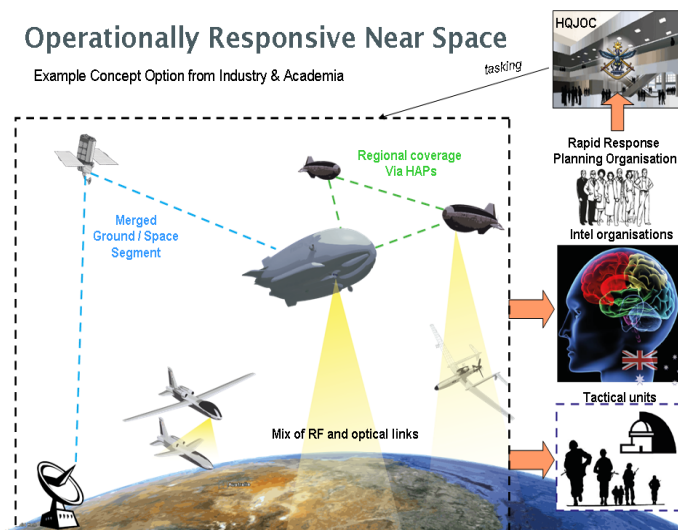 Operationally Responsive Near Space
Example Concept Option from Industry & Academia
HQJOC
tasking
Rapid Response
Planning Organisation
Regional coverage
Via HAPs
Merged
Ground / Space
Segment
Intel organisations
Tactical units
Mix of RF and optical links